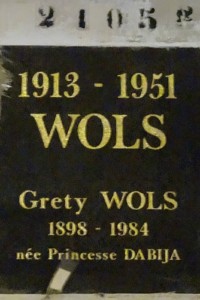 21052
1913 - 1951
WOLS
Grety WOLS
1898 - 1984
née Princesse DABIJA